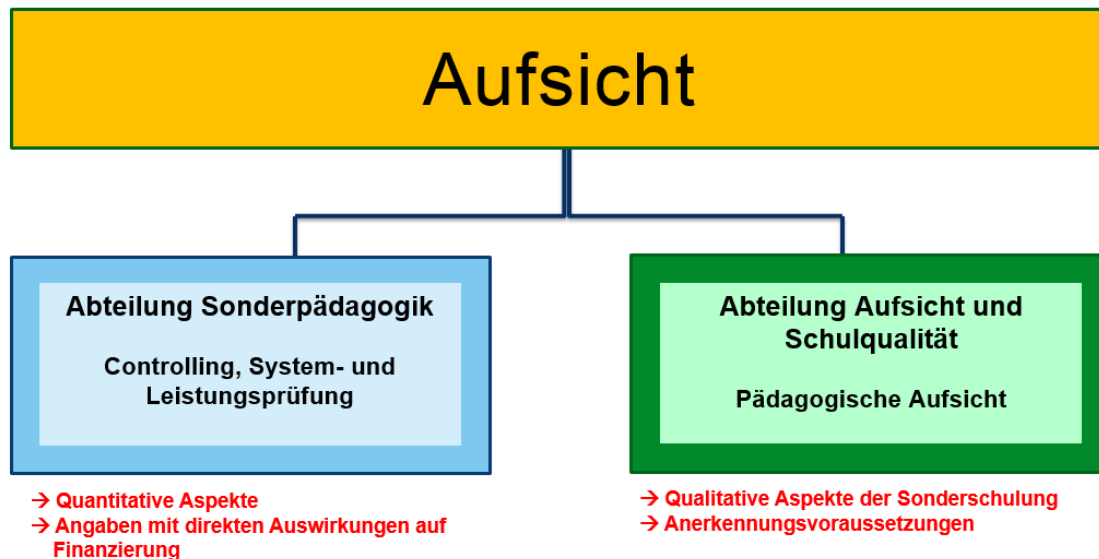 Aufsicht
Abteilung Sonderpädagogik
Controlling, System- und
Leistungsprüfung
→ Quantitative Aspekte
→ Angaben mit direkten Auswirkungen auf
Finanzierung
Abteilung Aufsicht und
Schulqualität
Pädagogische Aufsicht
→ Qualitative Aspekte der Sonderschulung
→ Anerkennungsvoraussetzungen